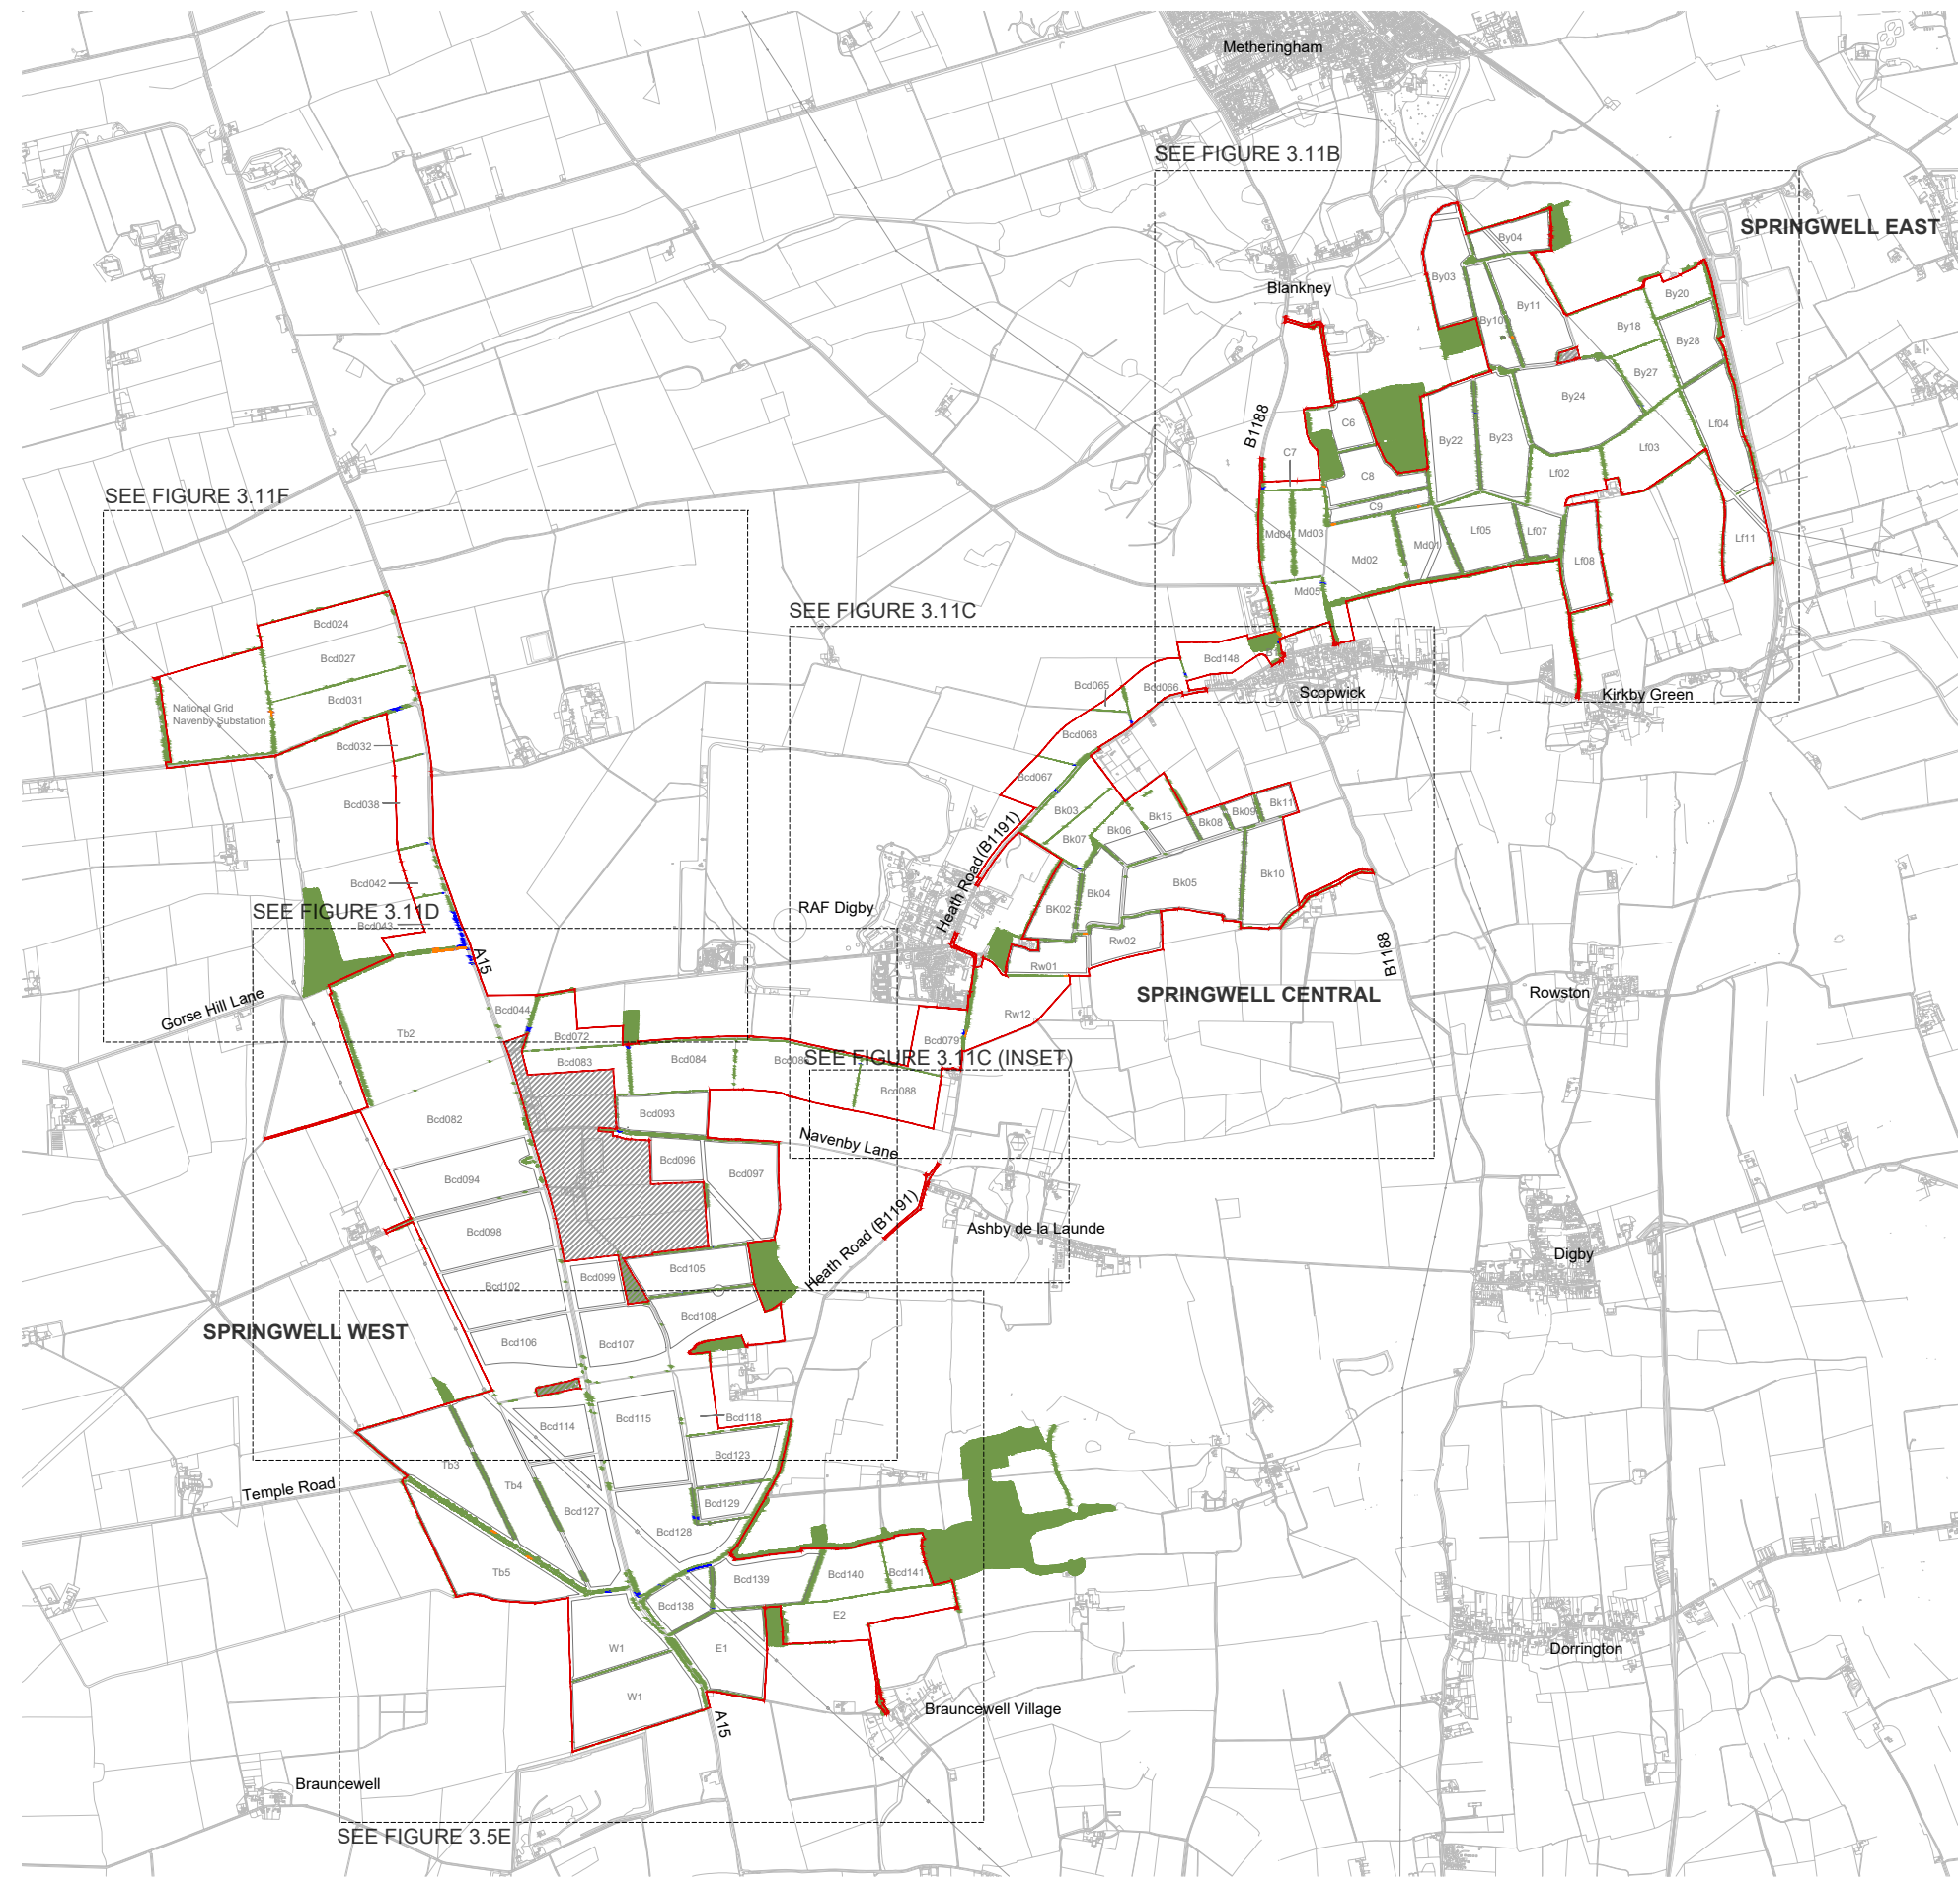 Metheringham
SEE FIGURE 3.11B
SPRINGWELL EAST
By04
By03
Blankney
By20
By11
By10
By18
By28
By27
B1188
C6
By24
Lf04
By22
By23
C7
Lf03
C8
Lf02
SEE FIGURE 3.11F
C9
Md04
Md03
Lf05
Lf07
Lf11
Md01
Md02
Lf08
Md05
SEE FIGURE 3.11C
Bcd024
Bcd148
Bcd027
Bcd065
Bcd066
Scopwick
Kirkby Green
Bcd031
National Grid
Navenby Substation
Bcd032
Bcd068
Bcd067
Bcd038
Bk03
Bk15
Bk11
Bk09
Bk08
Bk06
Bk07
Heath Road (B1191)
Bk10
Bcd042
Bk05
Bk04
RAF Digby
BK02
SEE FIGURE 3.11D
Bcd043
Rw02
A15
B1188
Rw01
SPRINGWELL CENTRAL
Rowston
Gorse Hill Lane
Bcd044
Rw12
Tb2
Bcd072
Bcd079
SEE FIGURE 3.11C (INSET)
Bcd083
Bcd084
Bcd088
Bcd093
Bcd082
Navenby Lane
Bcd096
Bcd097
Bcd094
Heath Road (B1191)
Ashby de la Launde
Bcd098
Digby
Bcd105
Bcd099
Bcd102
Bcd108
SPRINGWELL WEST
Bcd106
Bcd107
Bcd114
Bcd115
Bcd118
Bcd123
Tb3
Temple Road
Tb4
Bcd129
Bcd127
Bcd128
Tb5
Bcd139
Bcd140
Bcd141
Bcd138
E2
W1
E1
Dorrington
W1
Brauncewell Village
A15
Brauncewell
SEE FIGURE 3.5E